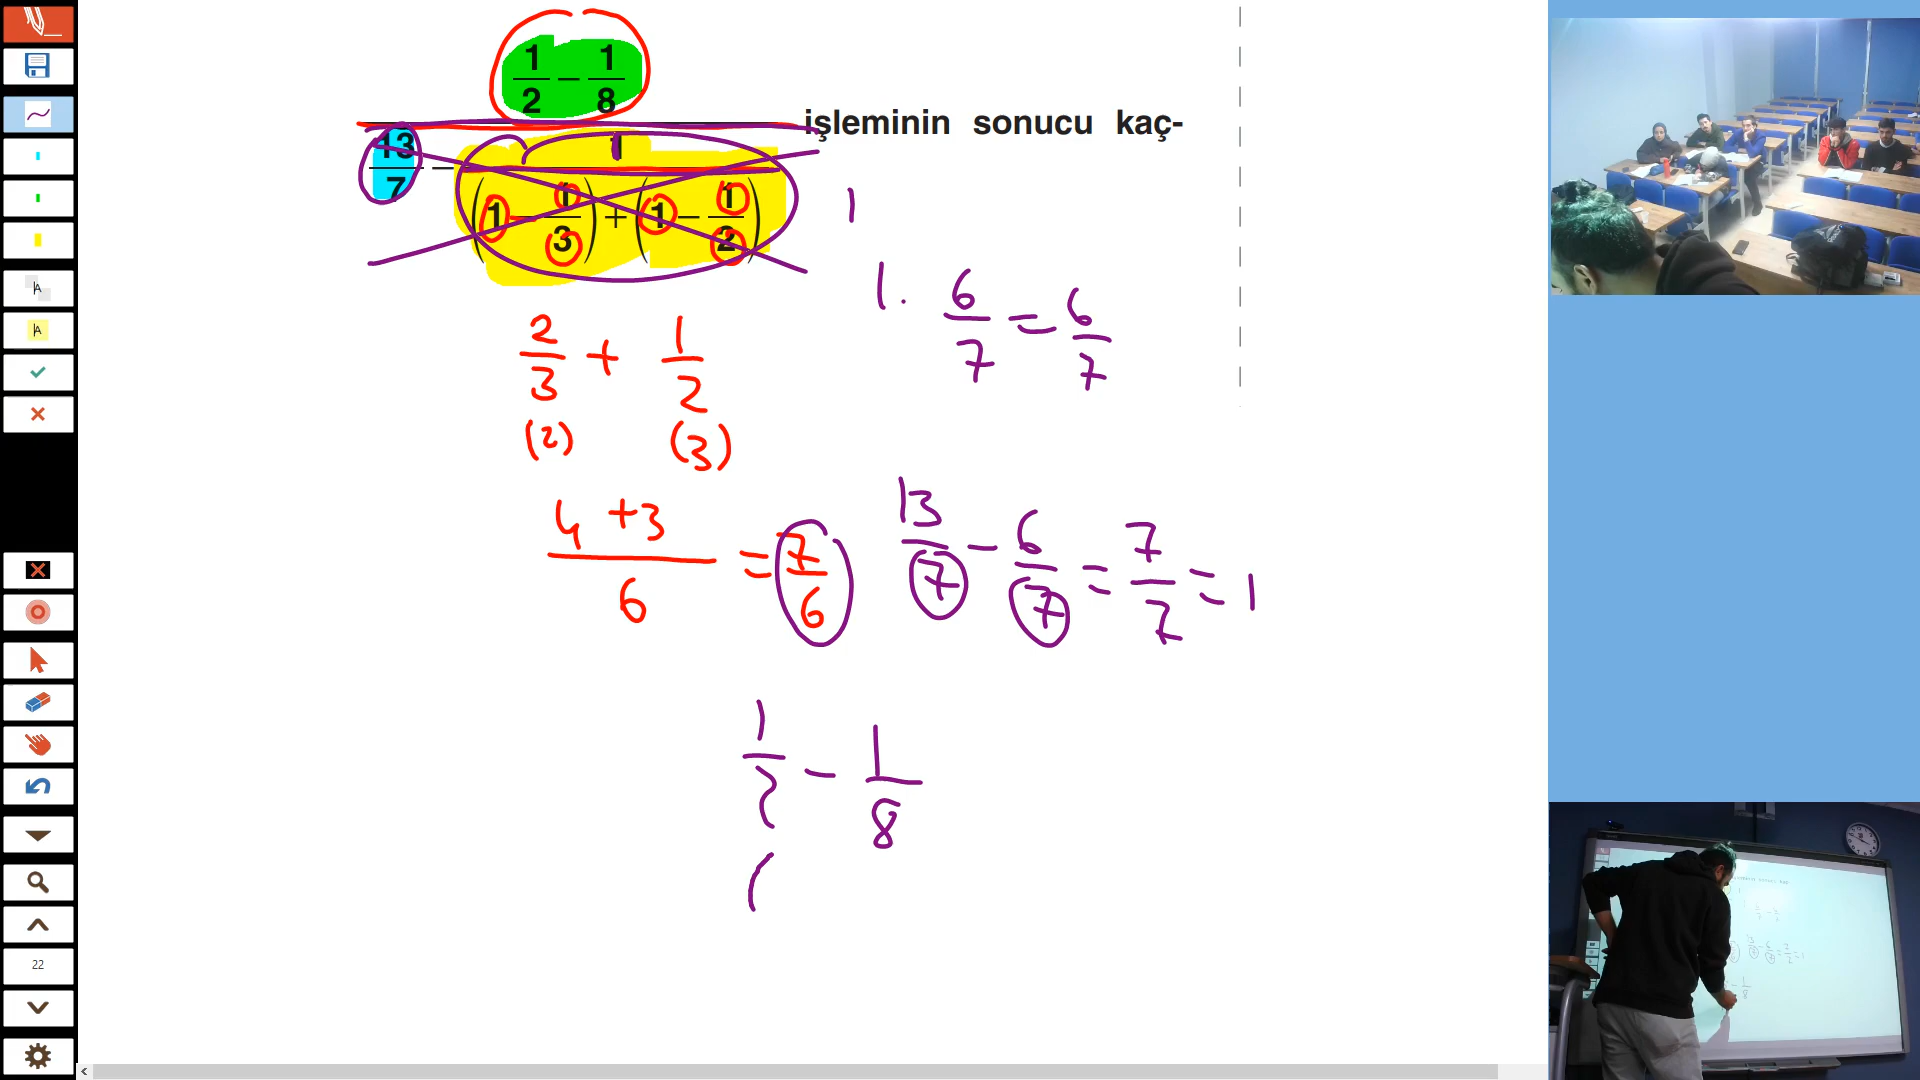 1/2 − 1/8
13/7 − 1/((1 − 1/3) + (1 − 1/2)) işleminin sonucu kaç-
1
1 . 6/7 = 6/7
2/3 + 1/2
(2) (3)
4 + 3 / 6 = 7/6
13/7 − 6/7 = 7/7 = 1
1/2 − 1/8
(
22